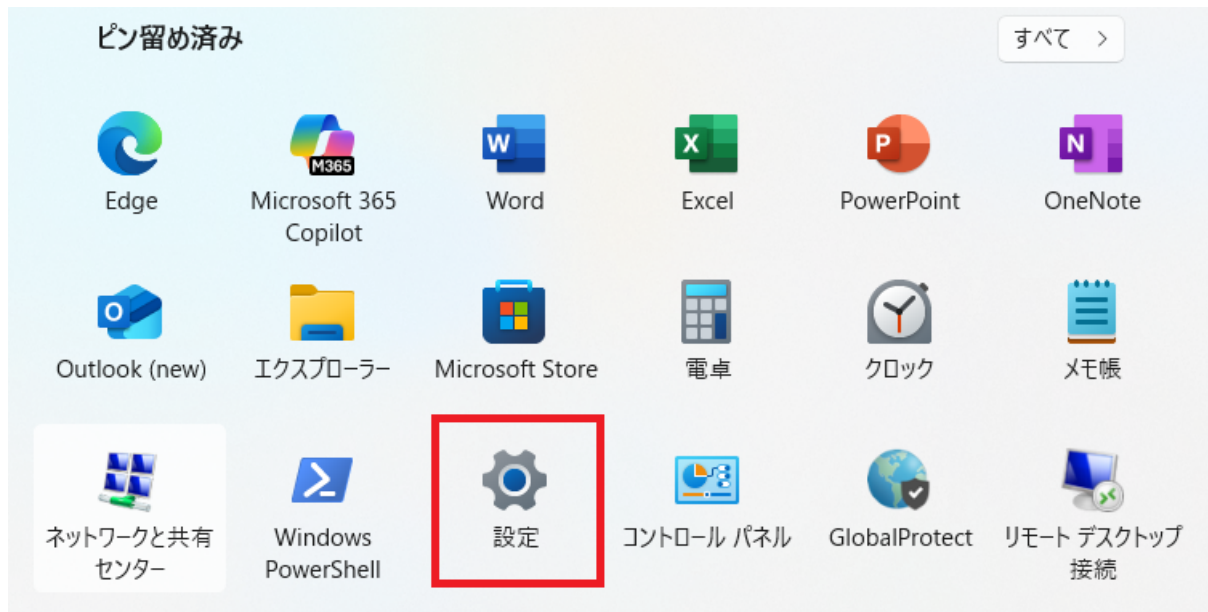 ピン留め済み
すべて >
M365
W
X
P
N
Edge
Microsoft 365
Copilot
Word
Excel
PowerPoint
OneNote
O
Outlook (new)
エクスプローラー
Microsoft Store
電卓
クロック
メモ帳
ネットワークと共有
センター
Windows
PowerShell
設定
コントロール パネル
GlobalProtect
リモート デスクトップ
接続